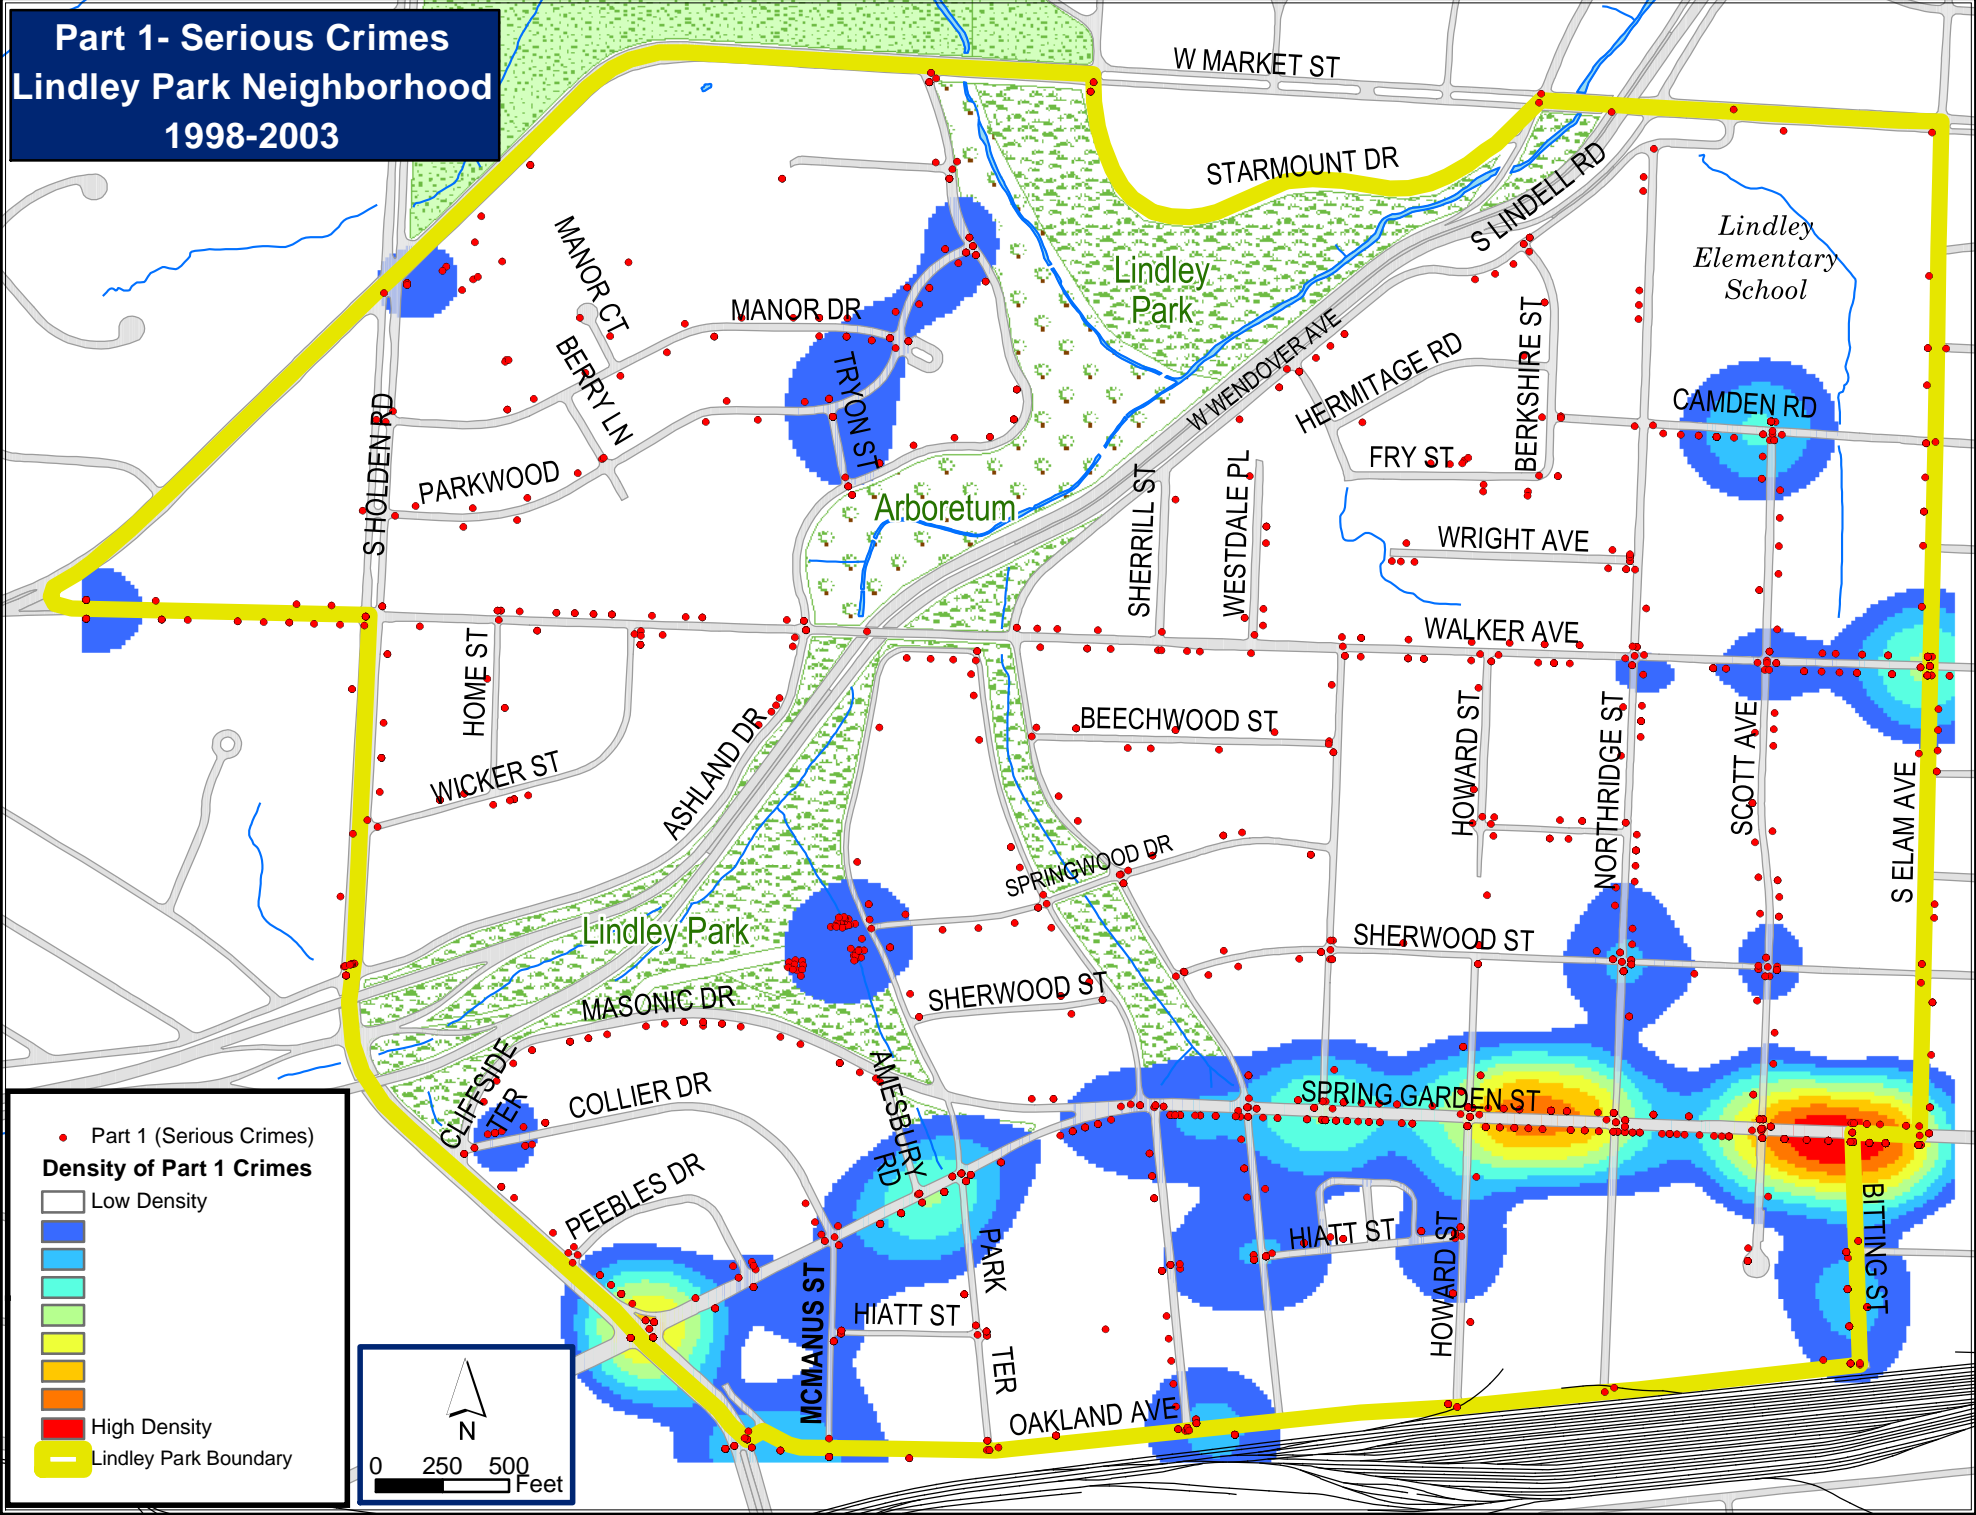 Part 1- Serious Crimes
Lindley Park Neighborhood
1998-2003
W MARKET ST
STARMOUNT DR
S LINDELL RD
Lindley
Elementary
School
MANOR CT
MANOR DR
Lindley
Park
BERRY LN
TRYON ST
W WENDOVER AVE
HERMITAGE RD
BERKSHIRE ST
CAMDEN RD
S HOLDEN RD
PARKWOOD
FRY ST
Arboretum
SHERRILL ST
WESTDALE PL
WRIGHT AVE
WALKER AVE
HOME ST
WICKER ST
ASHLAND DR
BEECHWOOD ST
HOWARD ST
NORTHRIDGE ST
SCOTT AVE
S ELAM AVE
SPRINGWOOD DR
Lindley Park
SHERWOOD ST
SHERWOOD ST
MASONIC DR
CLIFFSIDE
TER
COLLIER DR
AMESBURY
RD
SPRING GARDEN ST
PEEBLES DR
PARK
TER
HIATT ST
HIATT ST
HOWARD ST
BITTING ST
MCMANUS ST
OAKLAND AVE
Part 1 (Serious Crimes)
Density of Part 1 Crimes
Low Density
High Density
Lindley Park Boundary
N
0 250 500
Feet